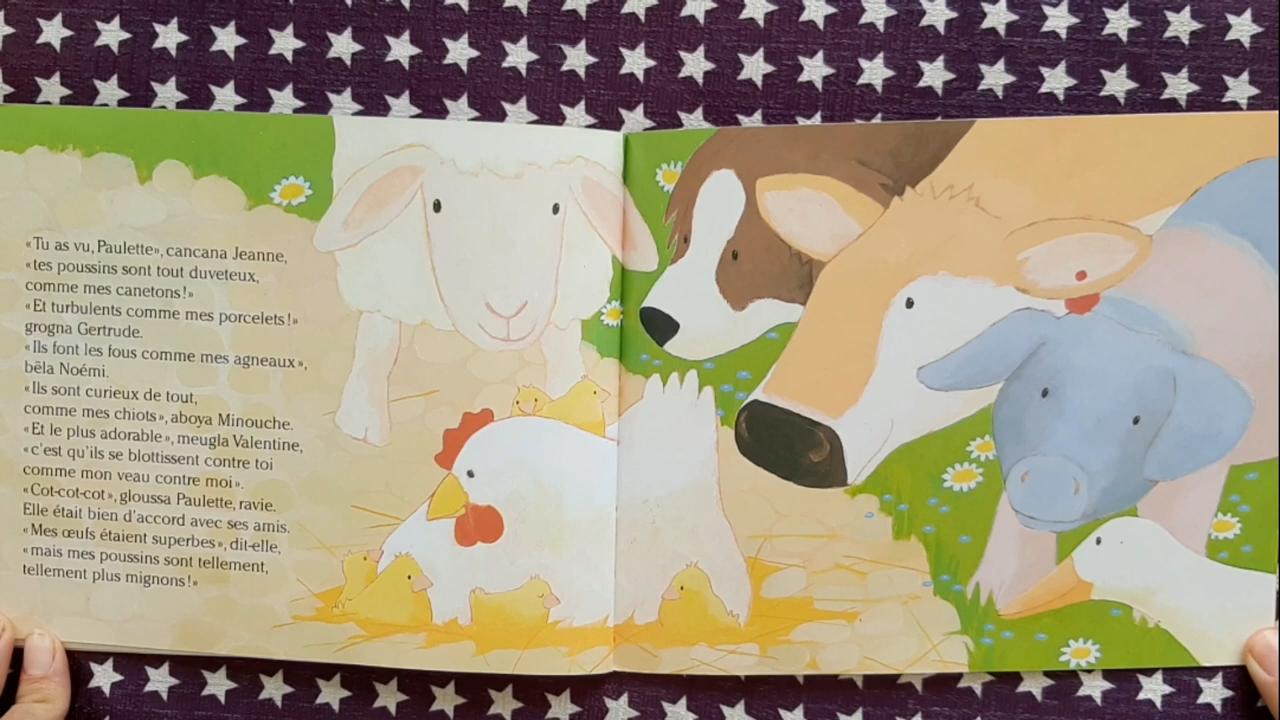 «Tu as vu, Paulette», cancana Jeanne,
«tes poussins sont tout duveteux,
comme mes canetons!»
«Et turbulents comme mes porcelets!»
grogna Gertrude.
«Ils font les fous comme mes agneaux»,
bêla Noémi.
«Ils sont curieux de tout,
comme mes chiots», aboya Minouche.
«Et le plus adorable», meugla Valentine,
«c'est qu'ils se blottissent contre toi
comme mon veau contre moi».
«Cot-cot-cot», gloussa Paulette, ravie.
Elle était bien d'accord avec ses amis.
«Mes œufs étaient superbes», dit-elle,
«mais mes poussins sont tellement,
tellement plus mignons!»